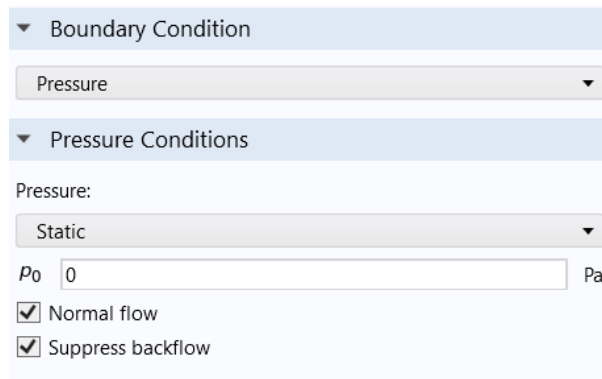 Boundary Condition
Pressure
Pressure Conditions
Pressure:
Static
p0 0 Pa
Normal flow
Suppress backflow